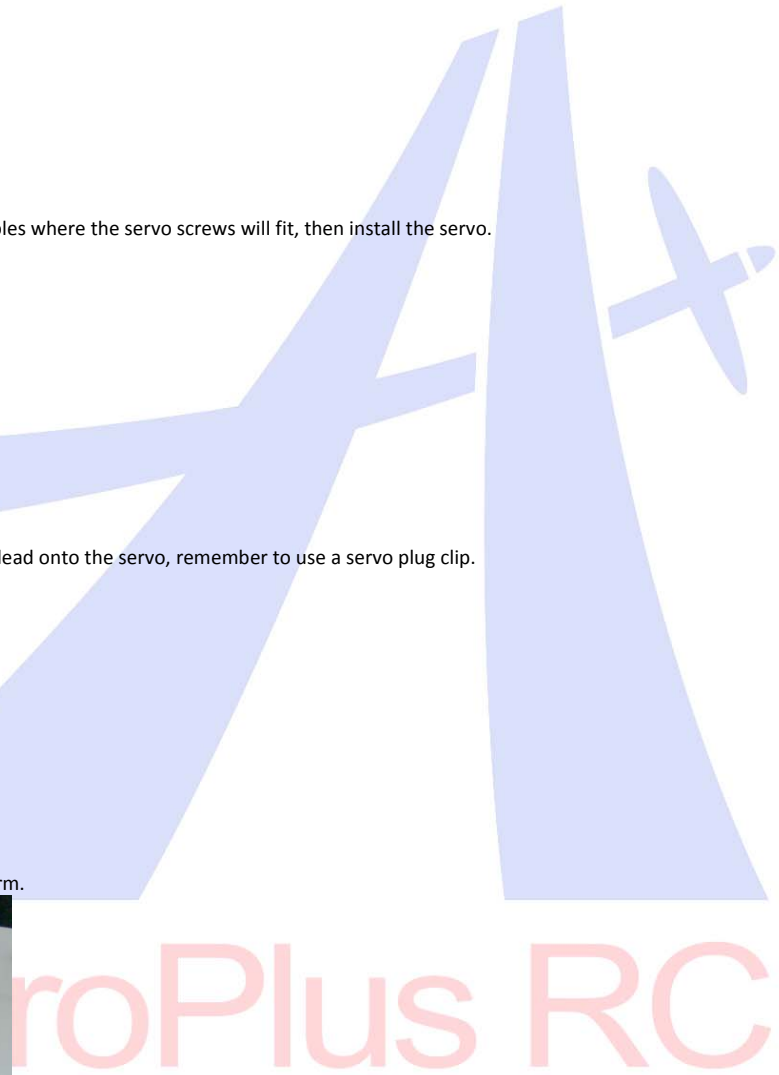 les where the servo screws will fit, then install the servo.
lead onto the servo, remember to use a servo plug clip.
rm.
roPlus RC